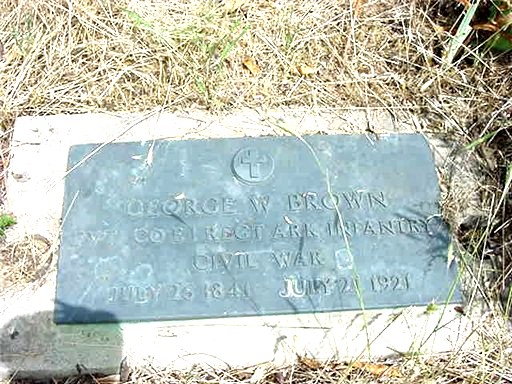 GEORGE W BROWN
PVT CO B 1 REGT ARK INFANTRY
CIVIL WAR
JULY 26 1841 JULY 21 1921